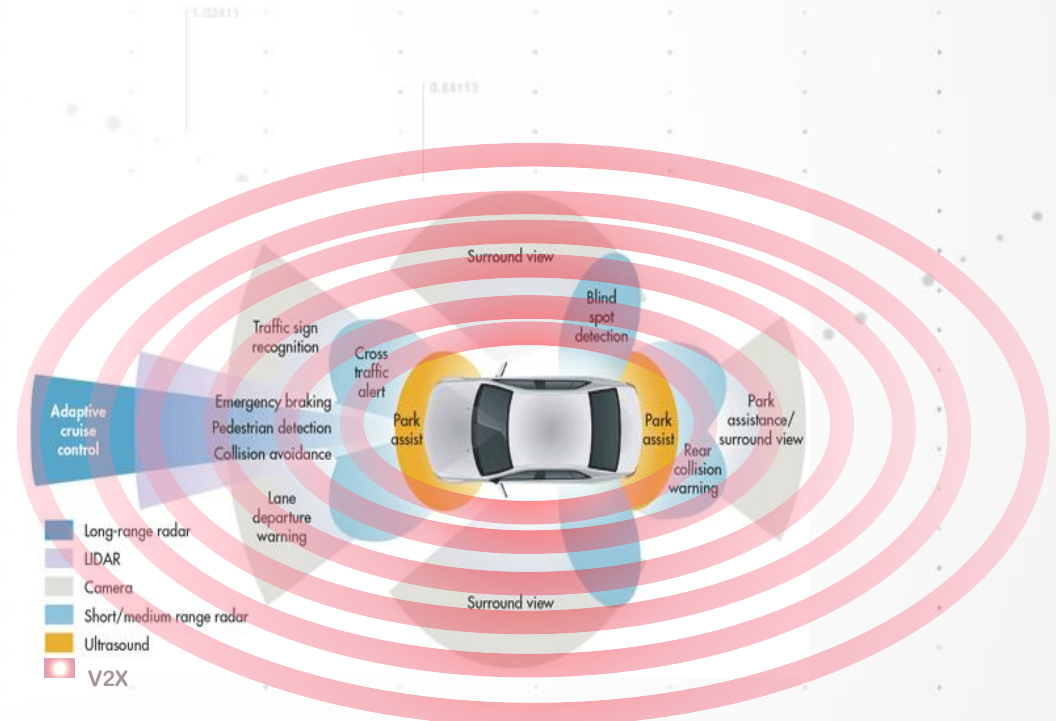 1.02411
0.84113
Surround view
Blind
spot
detection
Traffic sign
recognition
Cross
traffic
alert
Adaptive
cruise
control
Emergency braking
Pedestrian detection
Collision avoidance
Park
assist
Park
assist
Park
assistance/
surround view
Rear
collision
warning
Lane
departure
warning
Surround view
Long-range radar
LIDAR
Camera
Short/medium range radar
Ultrasound
V2X